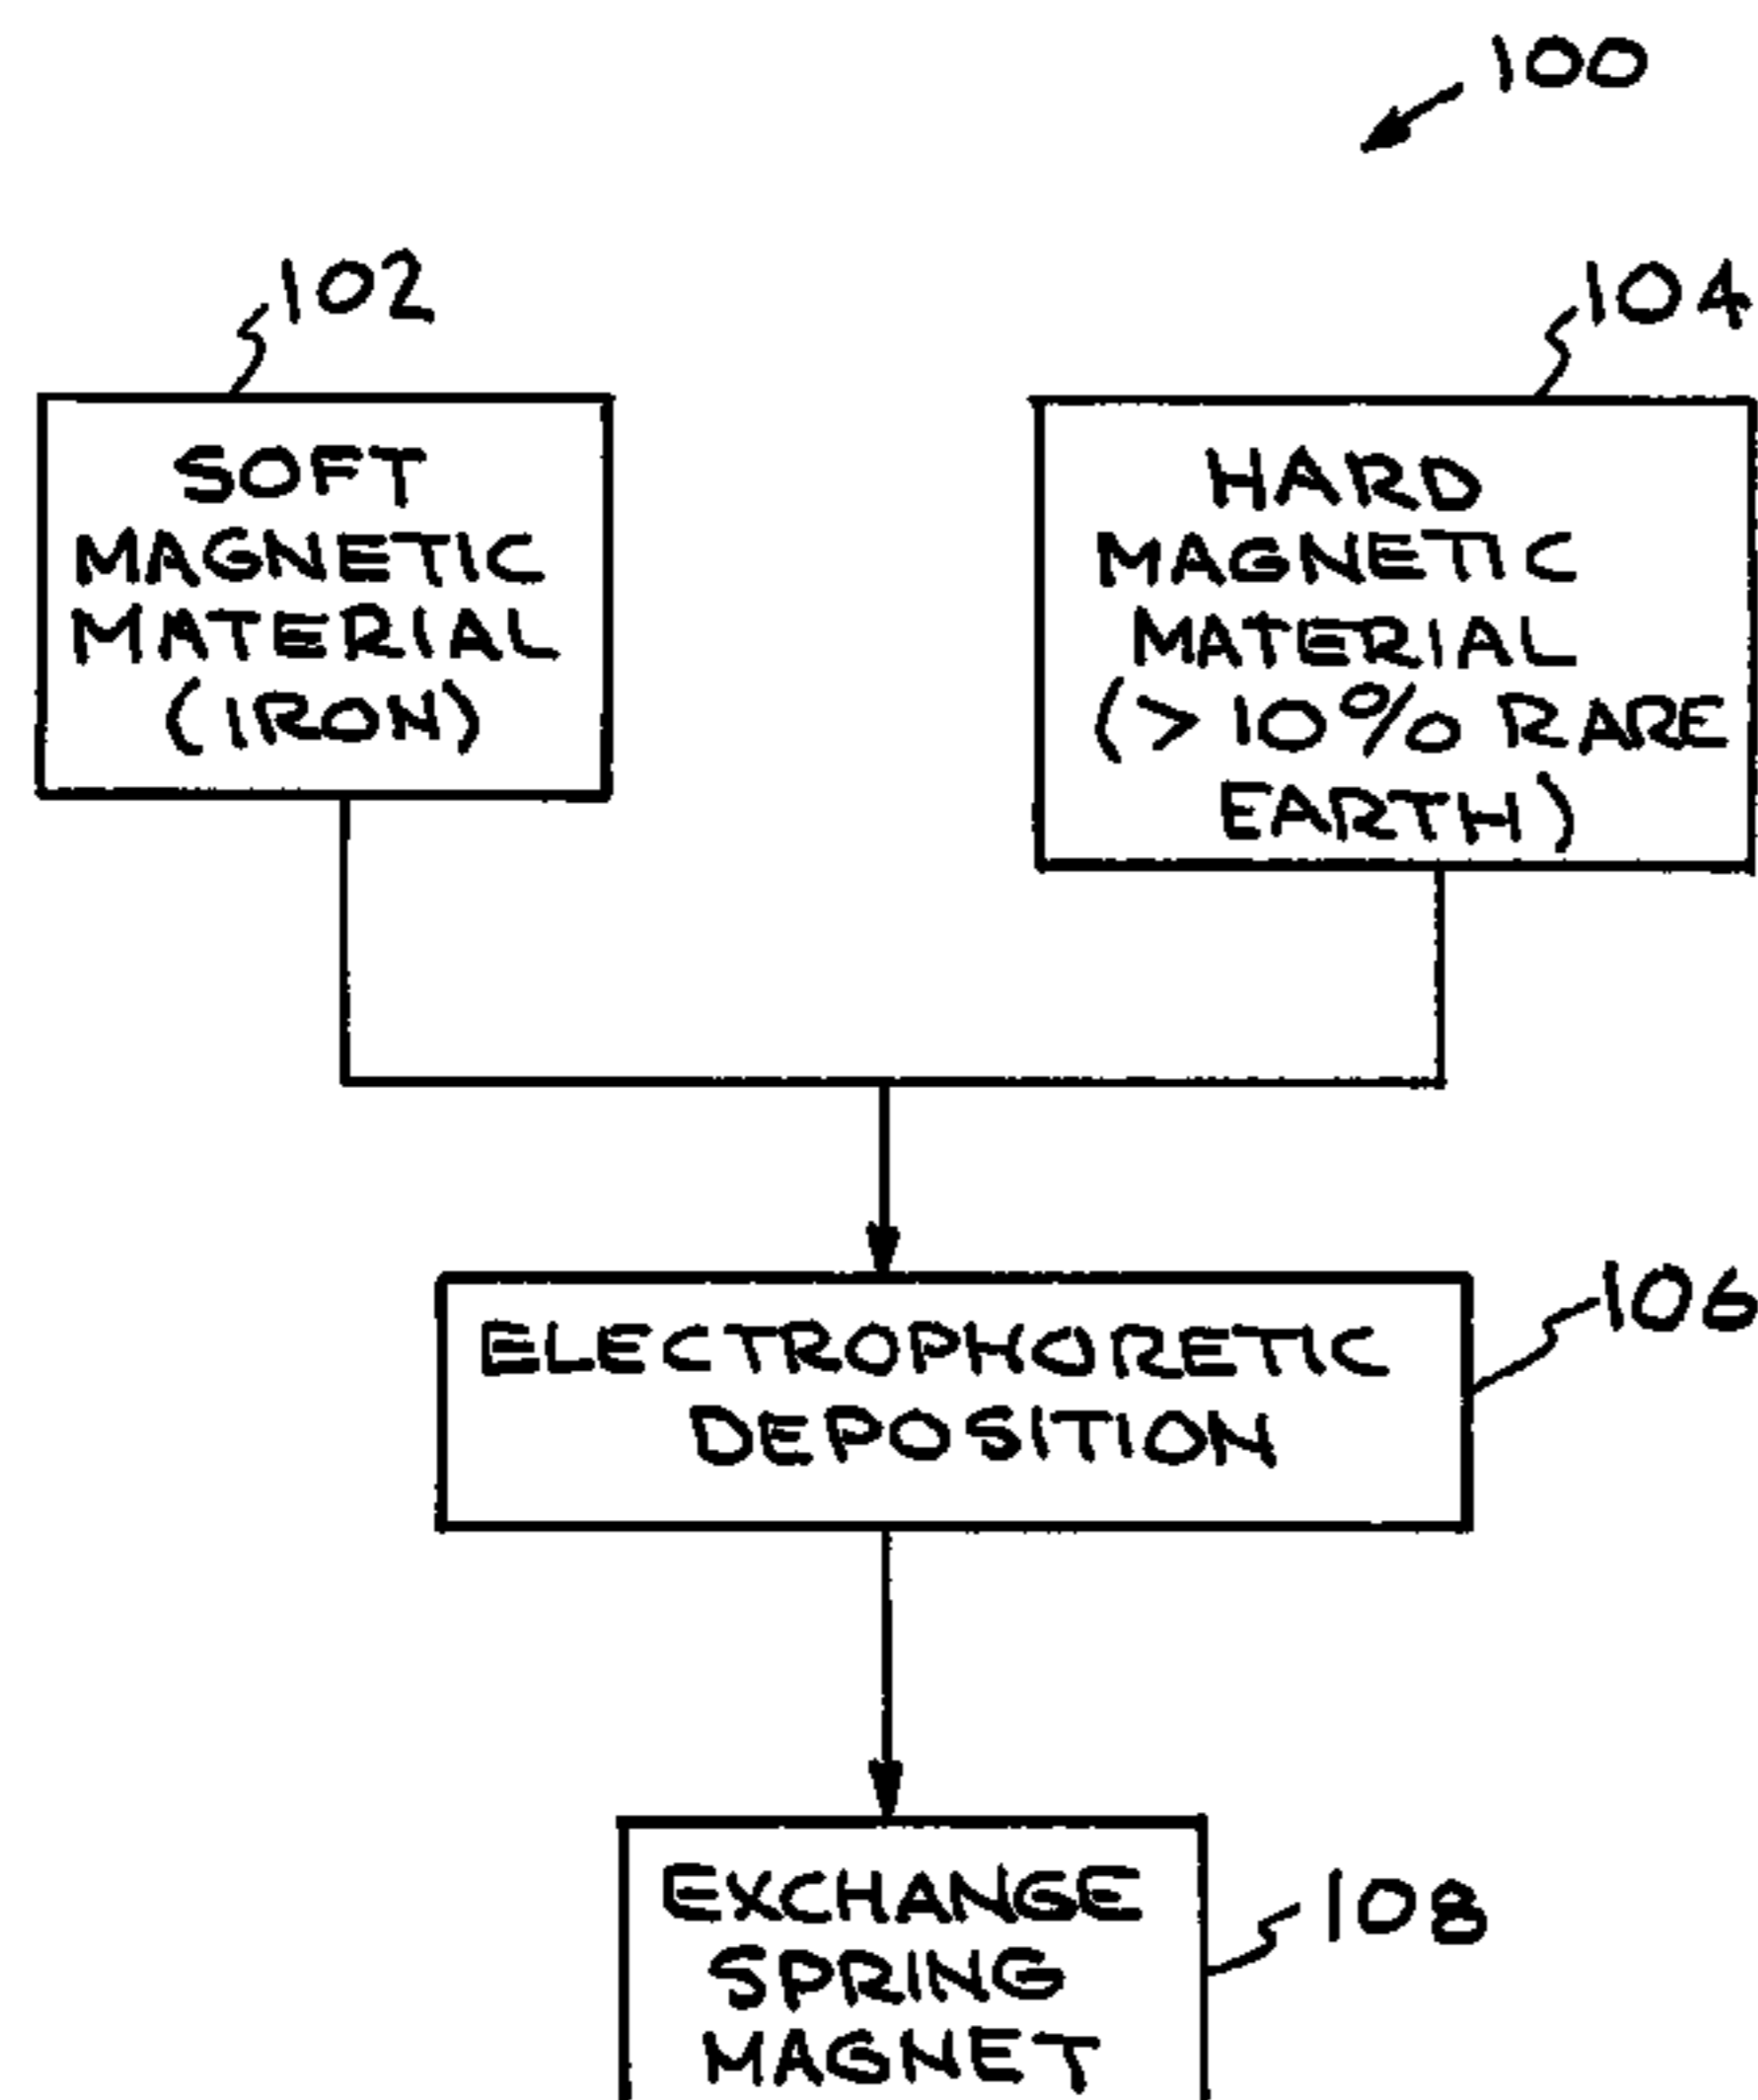 100
102
SOFT
MAGNETIC
MATERIAL
(IRON)
104
HARD
MAGNETIC
MATERIAL
(> 10% RARE
EARTH)
106
ELECTROPHORETIC
DEPOSITION
108
EXCHANGE
SPRING
MAGNET